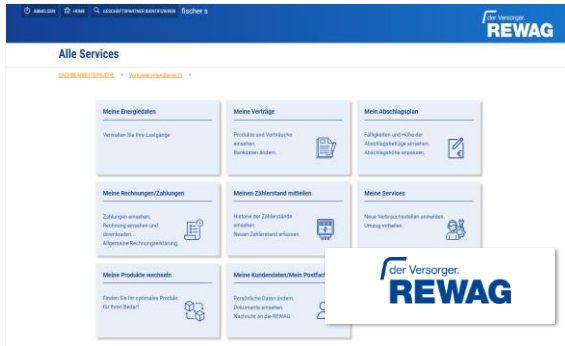 ABMELDEN HOME GESCHÄFTSPARTNER IDENTIFIZIEREN fischer s
der Versorger.
REWAG
Alle Services
SACHBEARBEITERSUCHE > Vertragskontenübersicht >
Meine Energiedaten
Verwalten Sie Ihre Lastgänge
Meine Verträge
Produkte und Verbräuche
einsehen.
Bankdaten ändern.
Mein Abschlagsplan
Fälligkeiten und Höhe der
Abschlagsbeträge einsehen.
Abschlagshöhe anpassen.
Meine Rechnungen/Zahlungen
Zahlungen einsehen.
Rechnung einsehen und
downloaden.
Allgemeine Rechnungserklärung
Meinen Zählerstand mitteilen
Historie der Zählerstände
einsehen.
Neuen Zählerstand erfassen.
Meine Services
Neue Verbrauchsstellen anmelden.
Umzug mitteilen.
Meine Produkte wechseln
Finden Sie Ihr optimales Produkt
für Ihren Bedarf.
Meine Kundendaten/Mein Postfach
Persönliche Daten ändern.
Dokumente einsehen.
Nachricht an die REWAG.
der Versorger.
REWAG